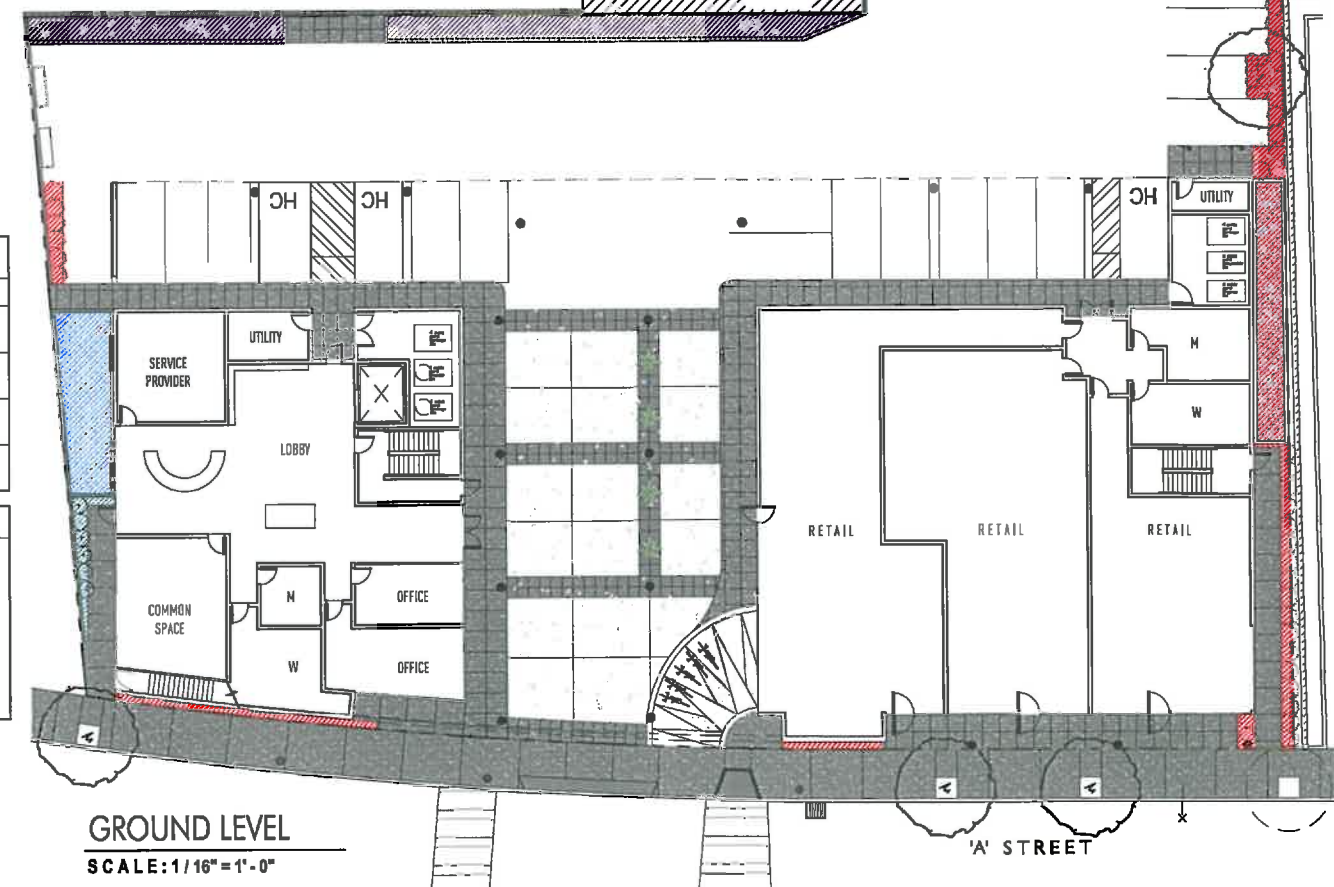 HC
HC
HC
UTILITY
UTILITY
SERVICE
PROVIDER
M
W
LOBBY
RETAIL
RETAIL
RETAIL
COMMON
SPACE
M
OFFICE
W
OFFICE
GROUND LEVEL
SCALE: 1/16" = 1'-0"
'A' STREET